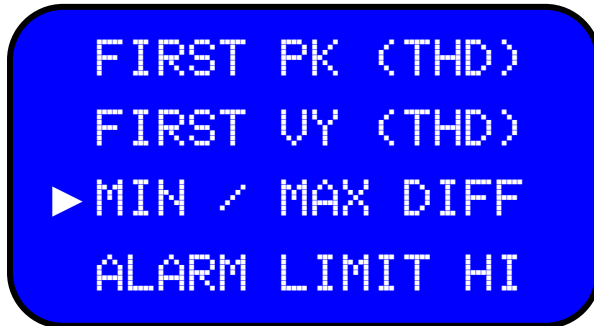 FIRST PK (THD)
FIRST VY (THD)
►MIN / MAX DIFF
ALARM LIMIT HI